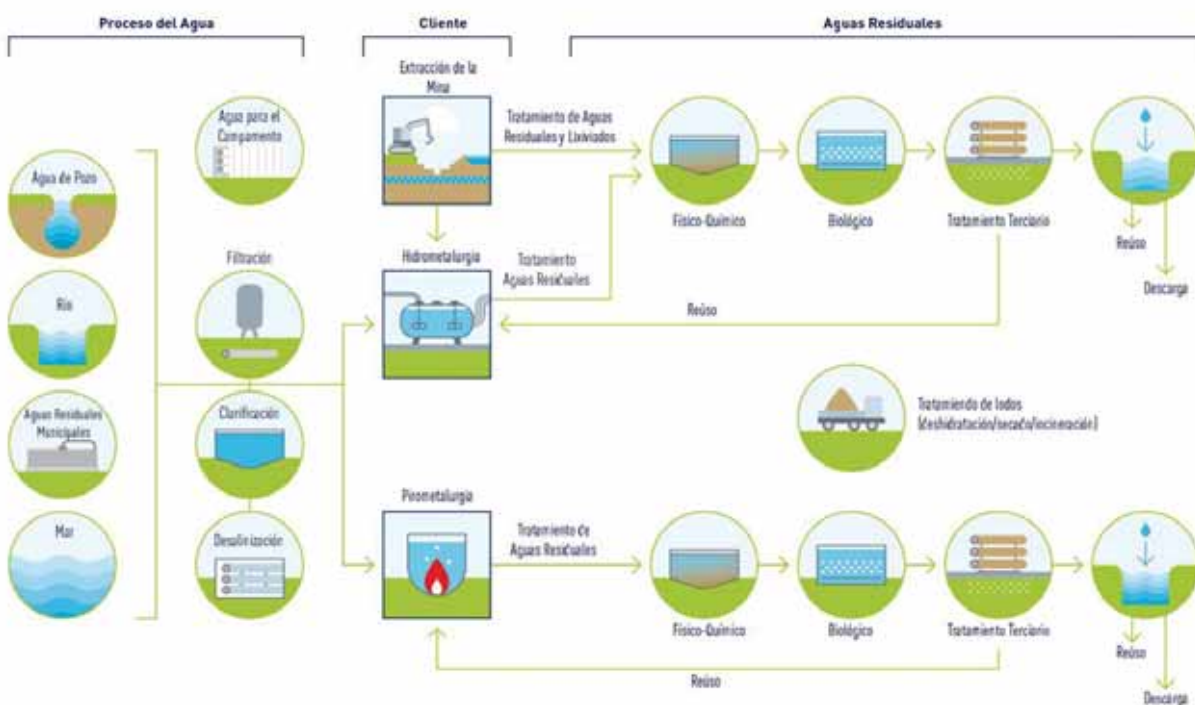 Proceso del Agua
Cliente
Aguas Residuales
Agua para el
Campamento
Agua de Pozo
Río
Aguas Residuales
Municipales
Mar
Filtración
Clarificación
Desalinización
Extracción de la
Mina
Tratamiento de Aguas
Residuales y Lixiviados
Hidrometalurgia
Tratamiento
Aguas Residuales
Físico-Químico
Biológico
Tratamiento Terciario
Reúso
Descarga
Reúso
Tratamiendo de lodos
(deshidratación/secado/incineración)
Pirometalurgia
Tratamiento de
Aguas Residuales
Físico-Químico
Biológico
Tratamiento Terciario
Reúso
Descarga
Reúso